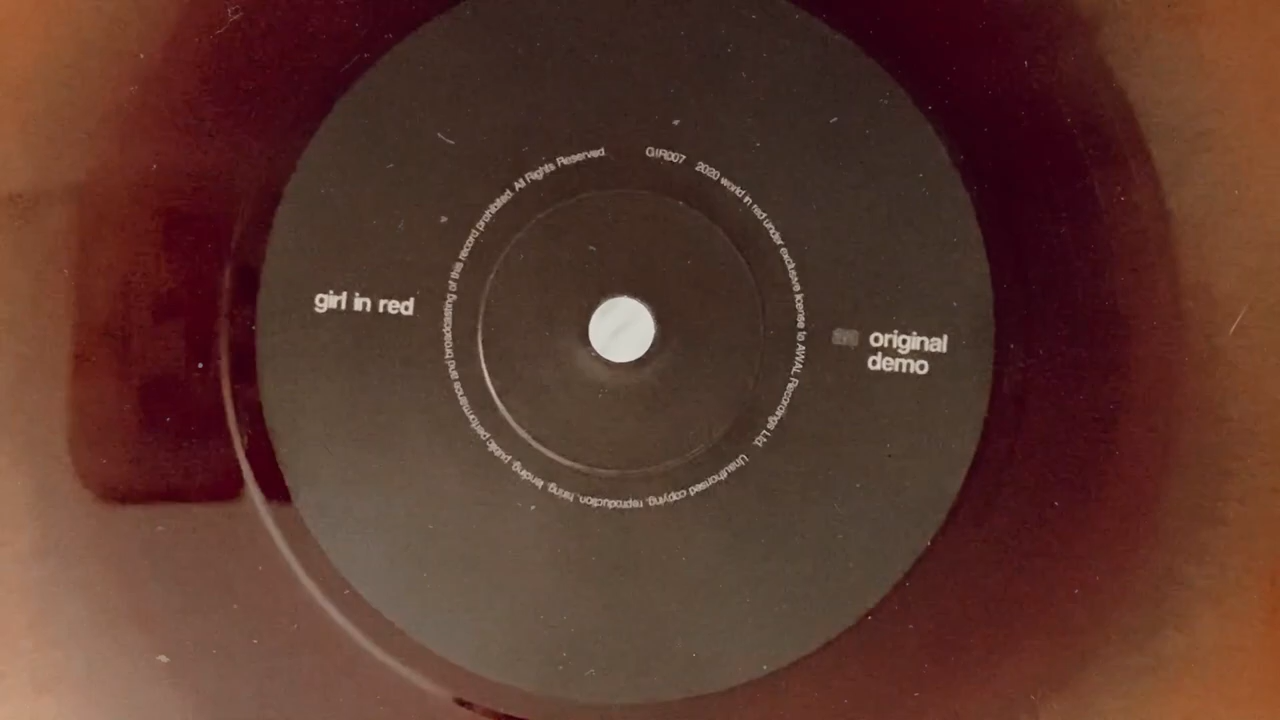 girl in red
original
demo
GIR007 2020 world in red under exclusive license to AWAL Recordings Ltd. Unauthorised copying, reproduction, hiring, lending, public performance and broadcasting of this record prohibited. All Rights Reserved